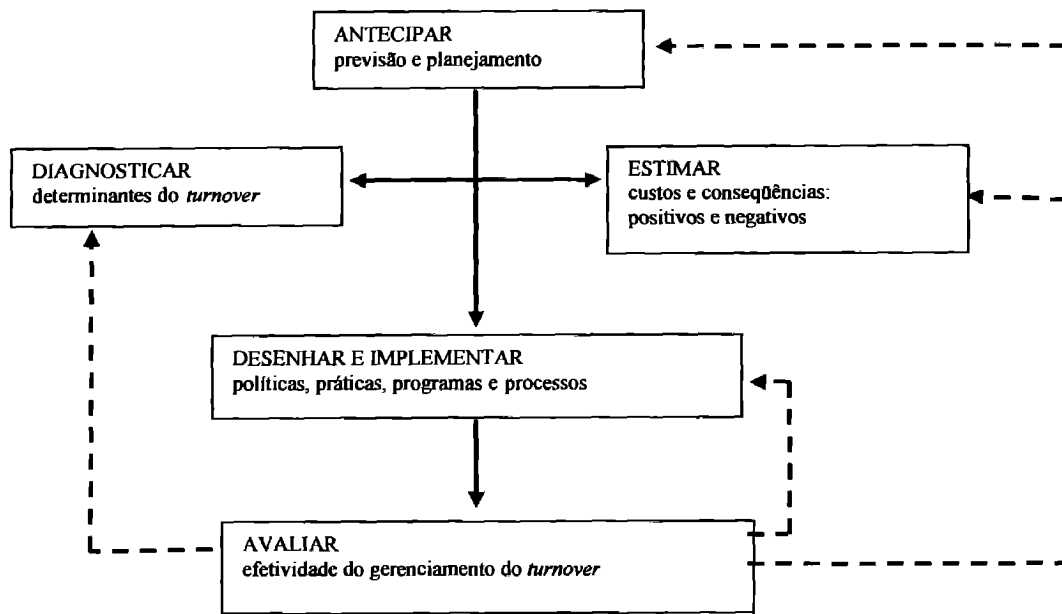 ANTECIPAR
previsão e planejamento
DIAGNOSTICAR
determinantes do turnover
ESTIMAR
custos e conseqüências:
positivos e negativos
DESENHAR E IMPLEMENTAR
políticas, práticas, programas e processos
AVALIAR
efetividade do gerenciamento do turnover